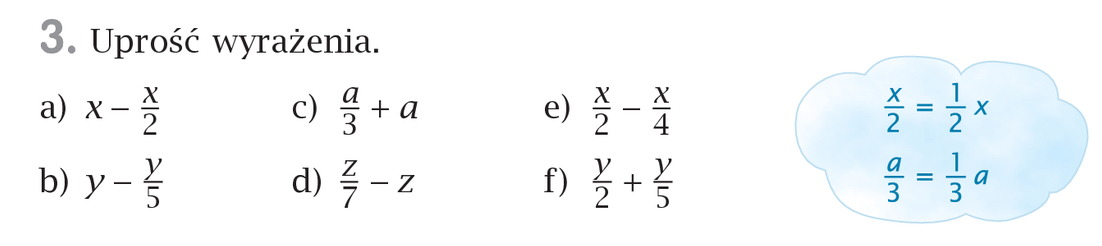 3. Uprość wyrażenia.
a) x − x/2    c) a/3 + a    e) x/2 − x/4
b) y − y/5    d) z/7 − z    f) y/2 + y/5
x/2 = 1/2 x
a/3 = 1/3 a